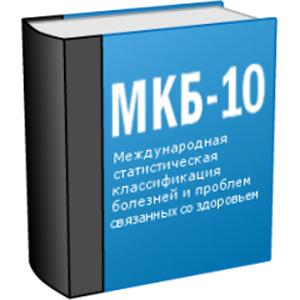 МКБ-10
Международная
статистическая
классификация
болезней и проблем
связанных со здоровьем